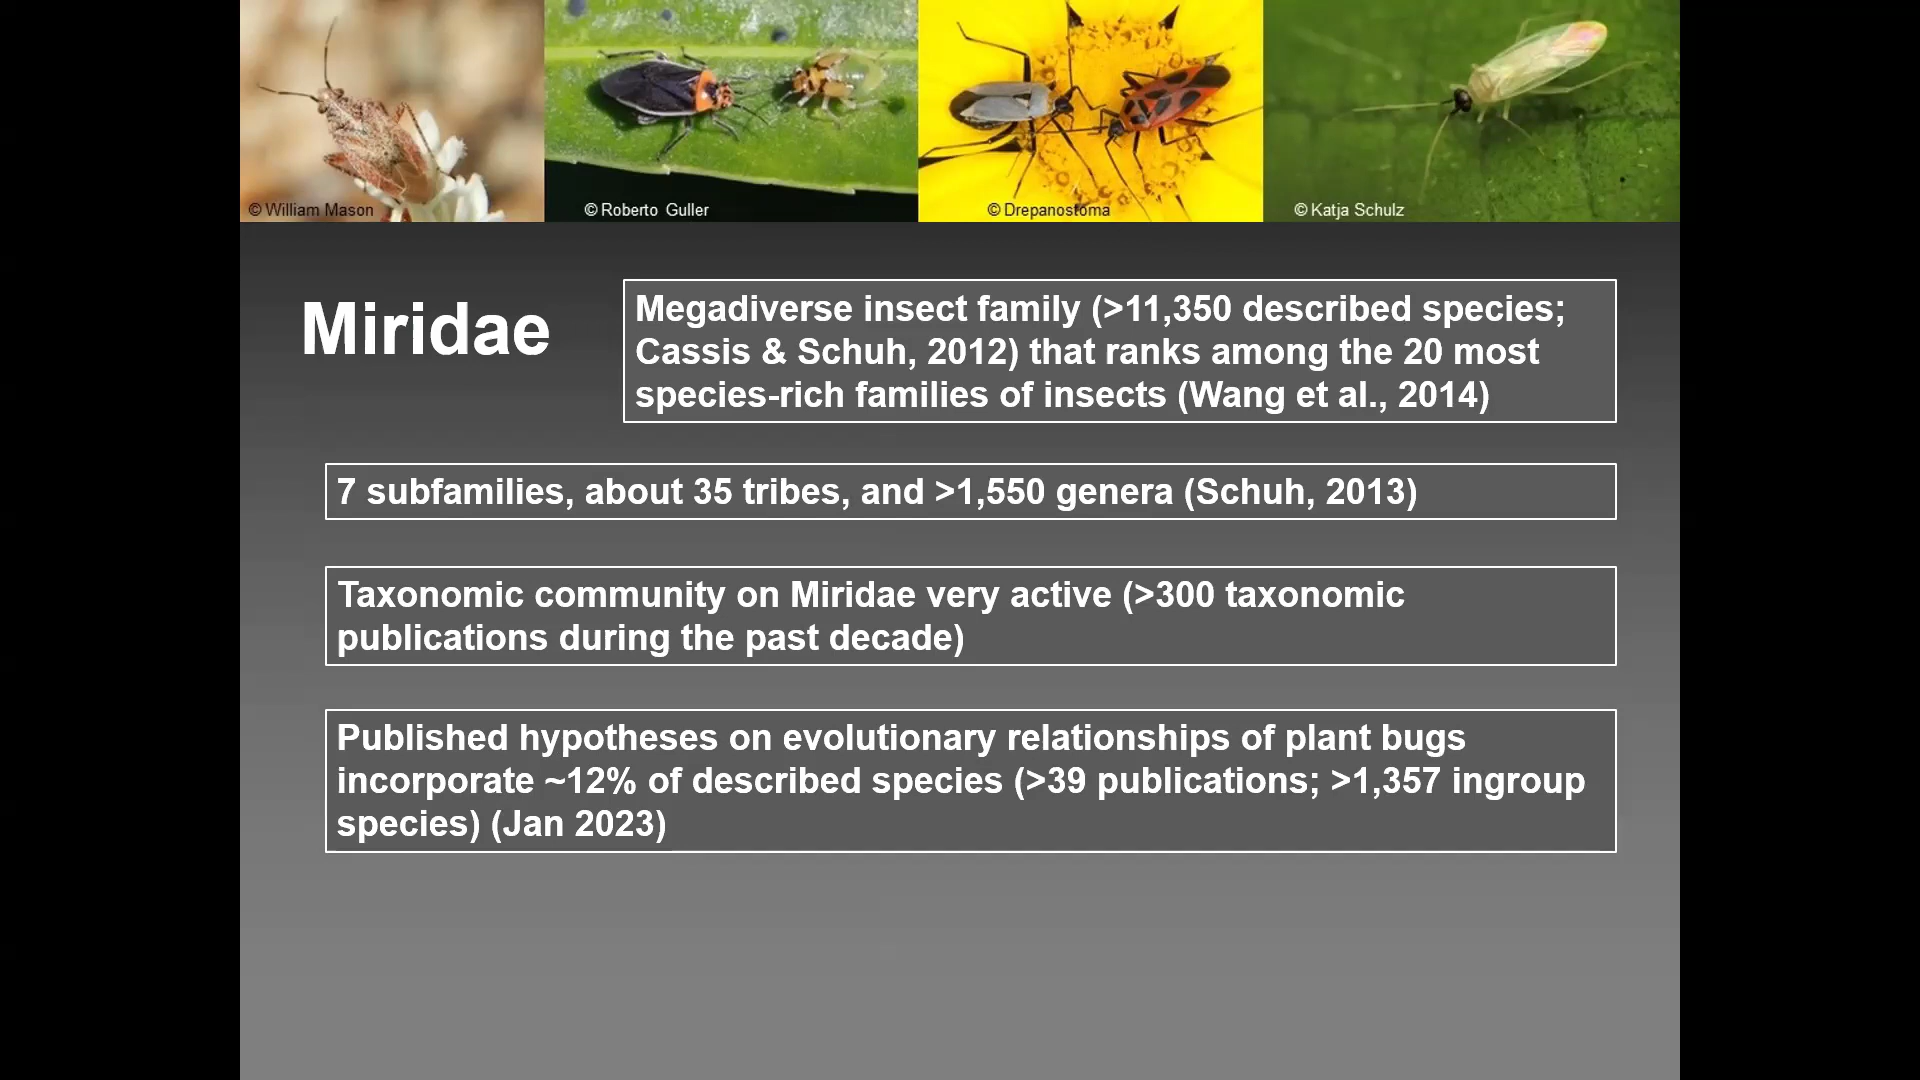 © William Mason
© Roberto Guller
© Drepanostoma
© Katja Schulz
Miridae
Megadiverse insect family (>11,350 described species;
Cassis & Schuh, 2012) that ranks among the 20 most
species-rich families of insects (Wang et al., 2014)
7 subfamilies, about 35 tribes, and >1,550 genera (Schuh, 2013)
Taxonomic community on Miridae very active (>300 taxonomic
publications during the past decade)
Published hypotheses on evolutionary relationships of plant bugs
incorporate ~12% of described species (>39 publications; >1,357 ingroup
species) (Jan 2023)